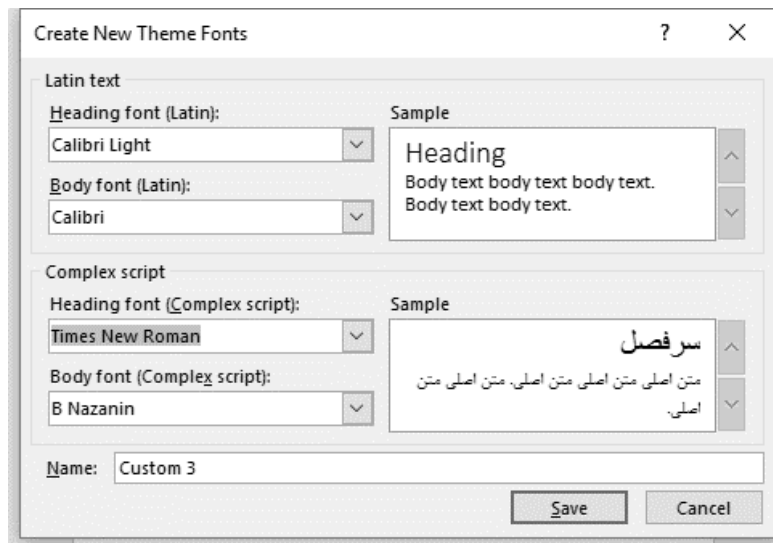 Create New Theme Fonts
Latin text
Heading font (Latin):
Calibri Light
Body font (Latin):
Calibri
Sample
Heading
Body text body text body text.
Body text body text.
Complex script
Heading font (Complex script):
Times New Roman
Body font (Complex script):
B Nazanin
Sample
سرفصل
متن اصلی متن اصلی متن اصلی. متن اصلی متن
اصلی.
Name: Custom 3
Save Cancel